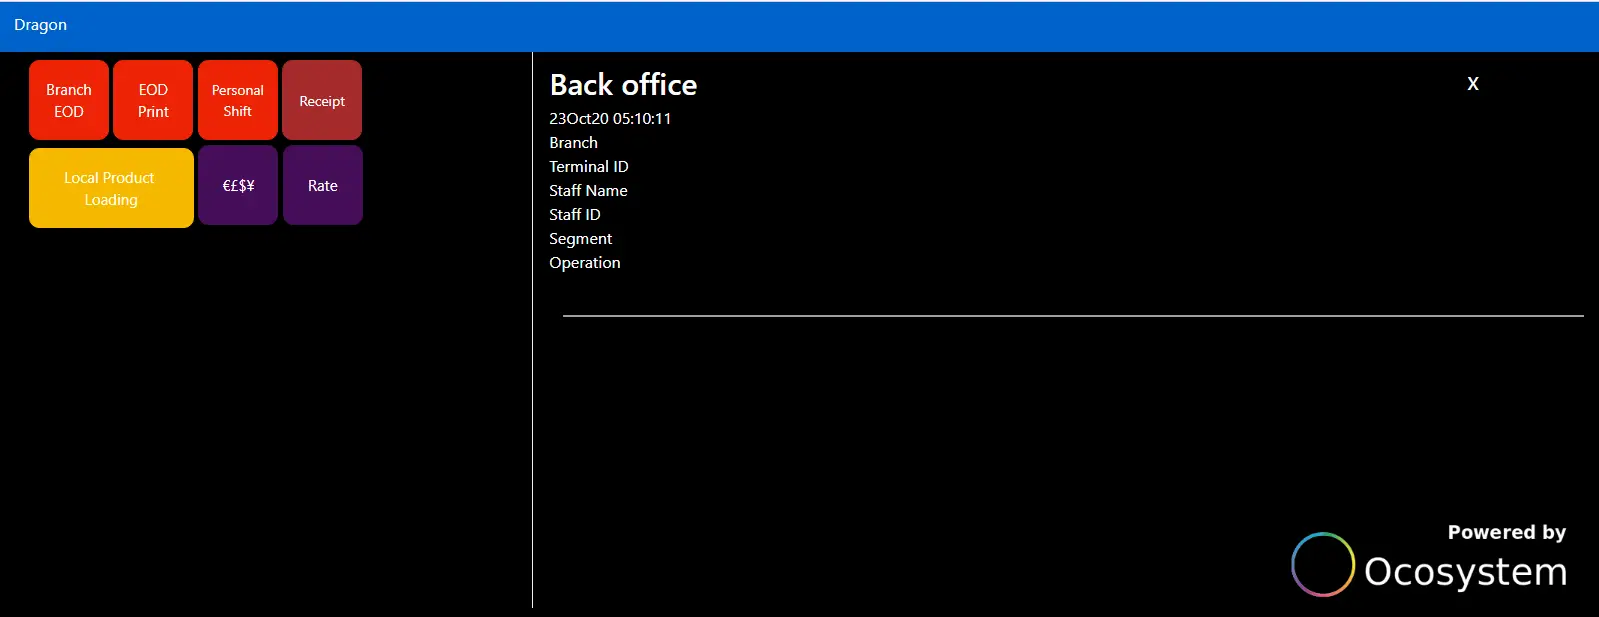 Dragon
Branch
EOD
EOD
Print
Personal
Shift
Receipt
Local Product
Loading
€£$¥
Rate
Back office
X
23Oct20 05:10:11
Branch
Terminal ID
Staff Name
Staff ID
Segment
Operation
Powered by
Ocosystem